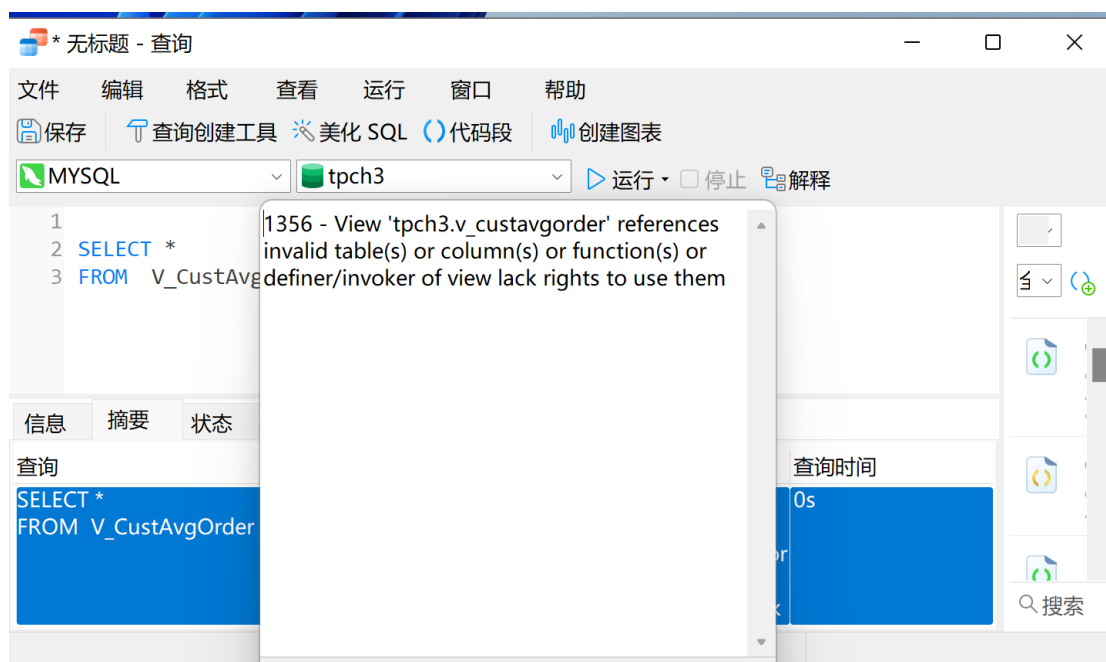 * 无标题 - 查询
文件 编辑 格式 查看 运行 窗口 帮助
保存 查询创建工具 美化 SQL 代码段 创建图表
MYSQL tpch3 运行 停止 解释
1
2 SELECT *
3 FROM V_CustAvg
1356 - View 'tpch3.v_custavgorder' references
invalid table(s) or column(s) or function(s) or
definer/invoker of view lack rights to use them
信息 摘要 状态
查询 查询时间
SELECT * 0s
FROM V_CustAvgOrder
搜索